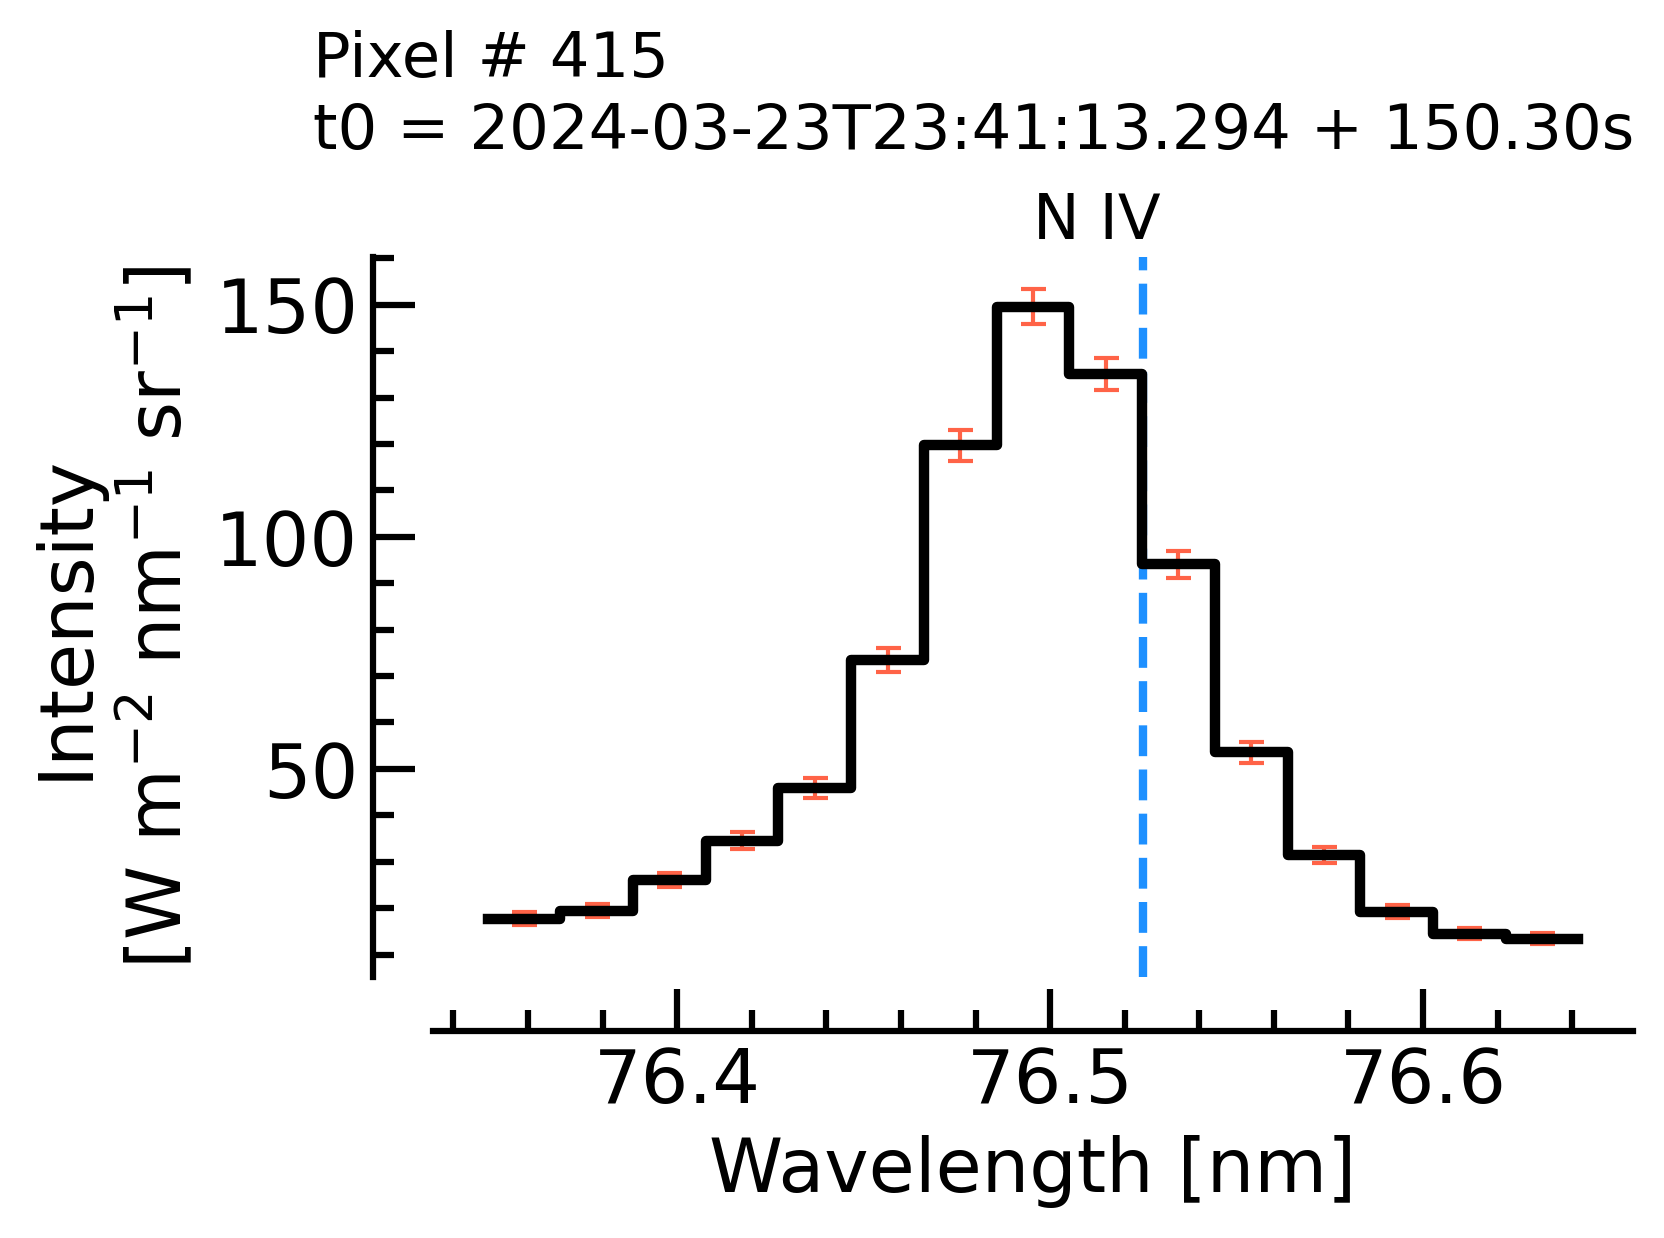 Pixel # 415
t0 = 2024-03-23T23:41:13.294 + 150.30s
N IV
Intensity
[W m⁻² nm⁻¹ sr⁻¹]
150
100
50
76.4 76.5 76.6
Wavelength [nm]